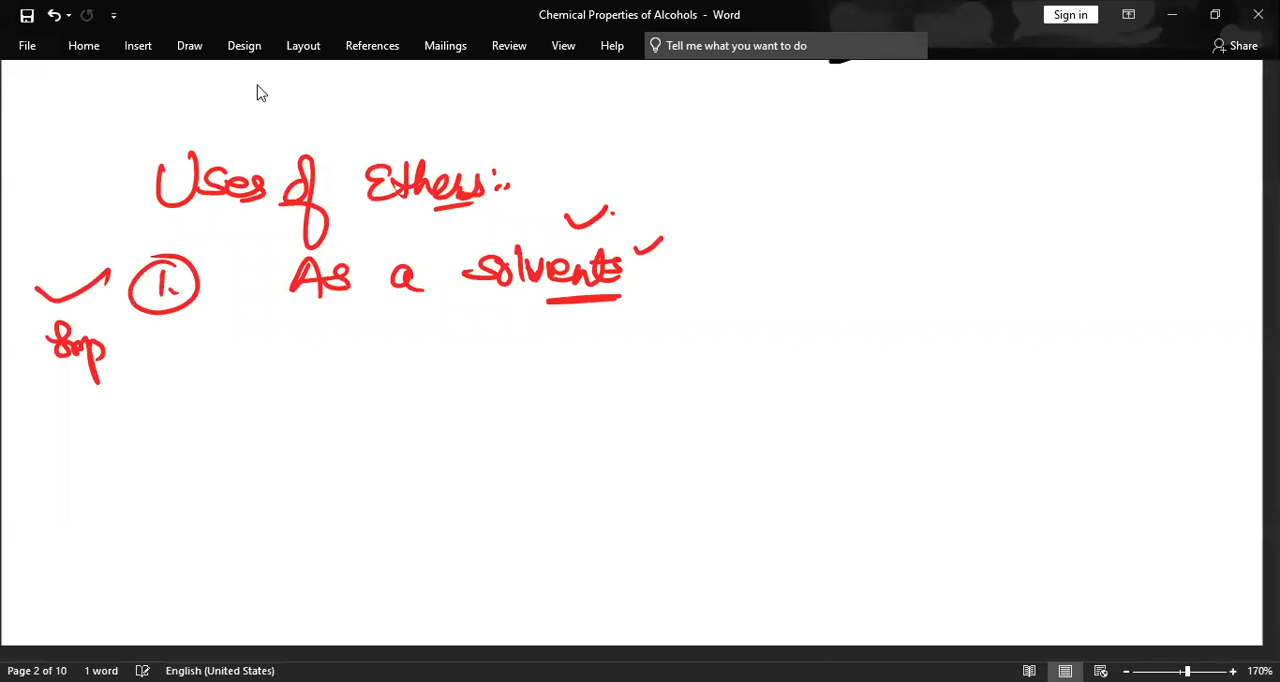 Chemical Properties of Alcohols - Word
Sign in
File Home Insert Draw Design Layout References Mailings Review View Help Tell me what you want to do Share
Uses of Ethers :-
1. As a solvents
Imp
Page 2 of 10 1 word English (United States) 170%